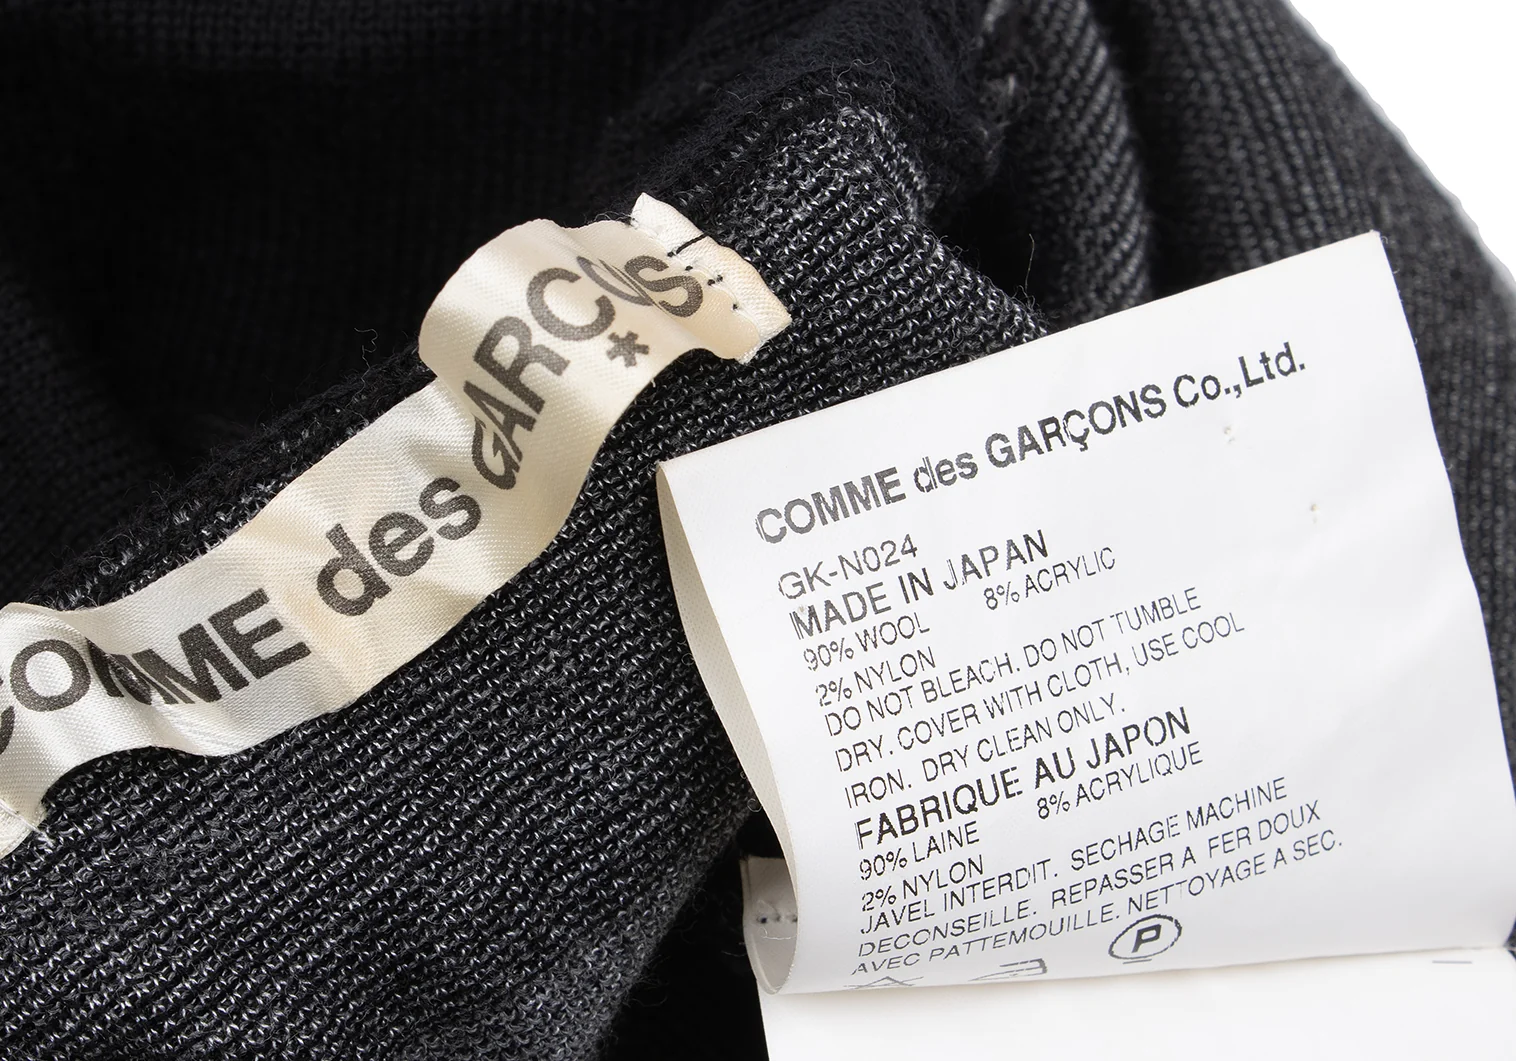 COMME des GARÇONS
*
COMME des GARÇONS Co.,Ltd.
GK-N024
MADE IN JAPAN
90% WOOL 8% ACRYLIC
2% NYLON
DO NOT BLEACH. DO NOT TUMBLE
DRY. COVER WITH CLOTH, USE COOL
IRON. DRY CLEAN ONLY.
FABRIQUE AU JAPON
90% LAINE 8% ACRYLIQUE
2% NYLON
JAVEL INTERDIT. SECHAGE MACHINE
DECONSEILLE. REPASSER A FER DOUX
AVEC PATTEMOUILLE. NETTOYAGE A SEC.
P